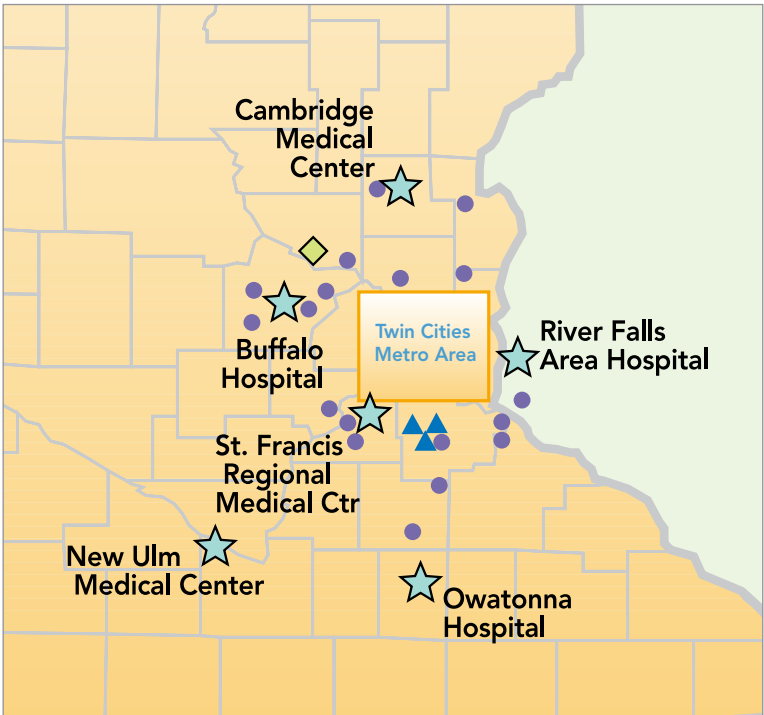 Cambridge
Medical
Center
Twin Cities
Metro Area
River Falls
Area Hospital
Buffalo
Hospital
St. Francis
Regional
Medical Ctr
New Ulm
Medical Center
Owatonna
Hospital